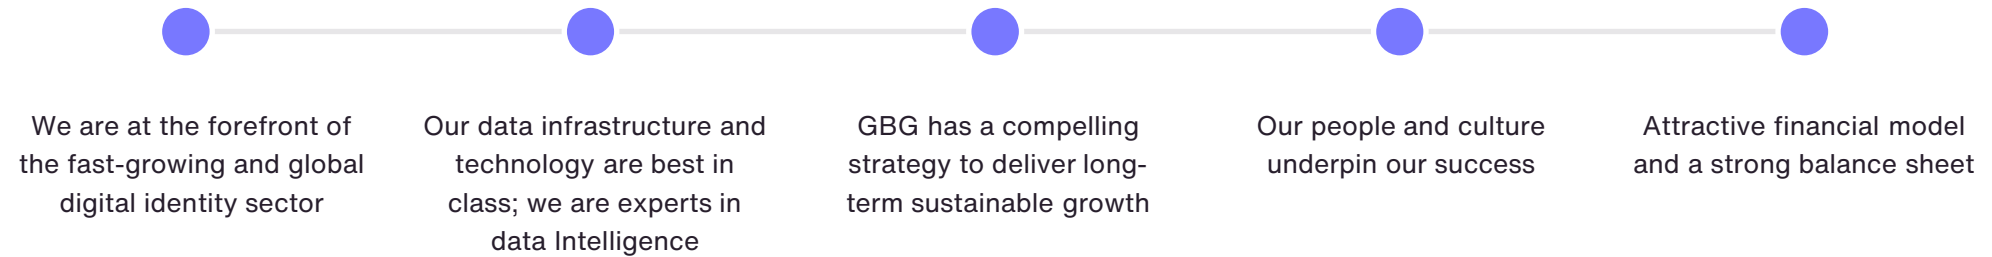 We are at the forefront of
the fast-growing and global
digital identity sector
Our data infrastructure and
technology are best in
class; we are experts in
data Intelligence
GBG has a compelling
strategy to deliver long-
term sustainable growth
Our people and culture
underpin our success
Attractive financial model
and a strong balance sheet